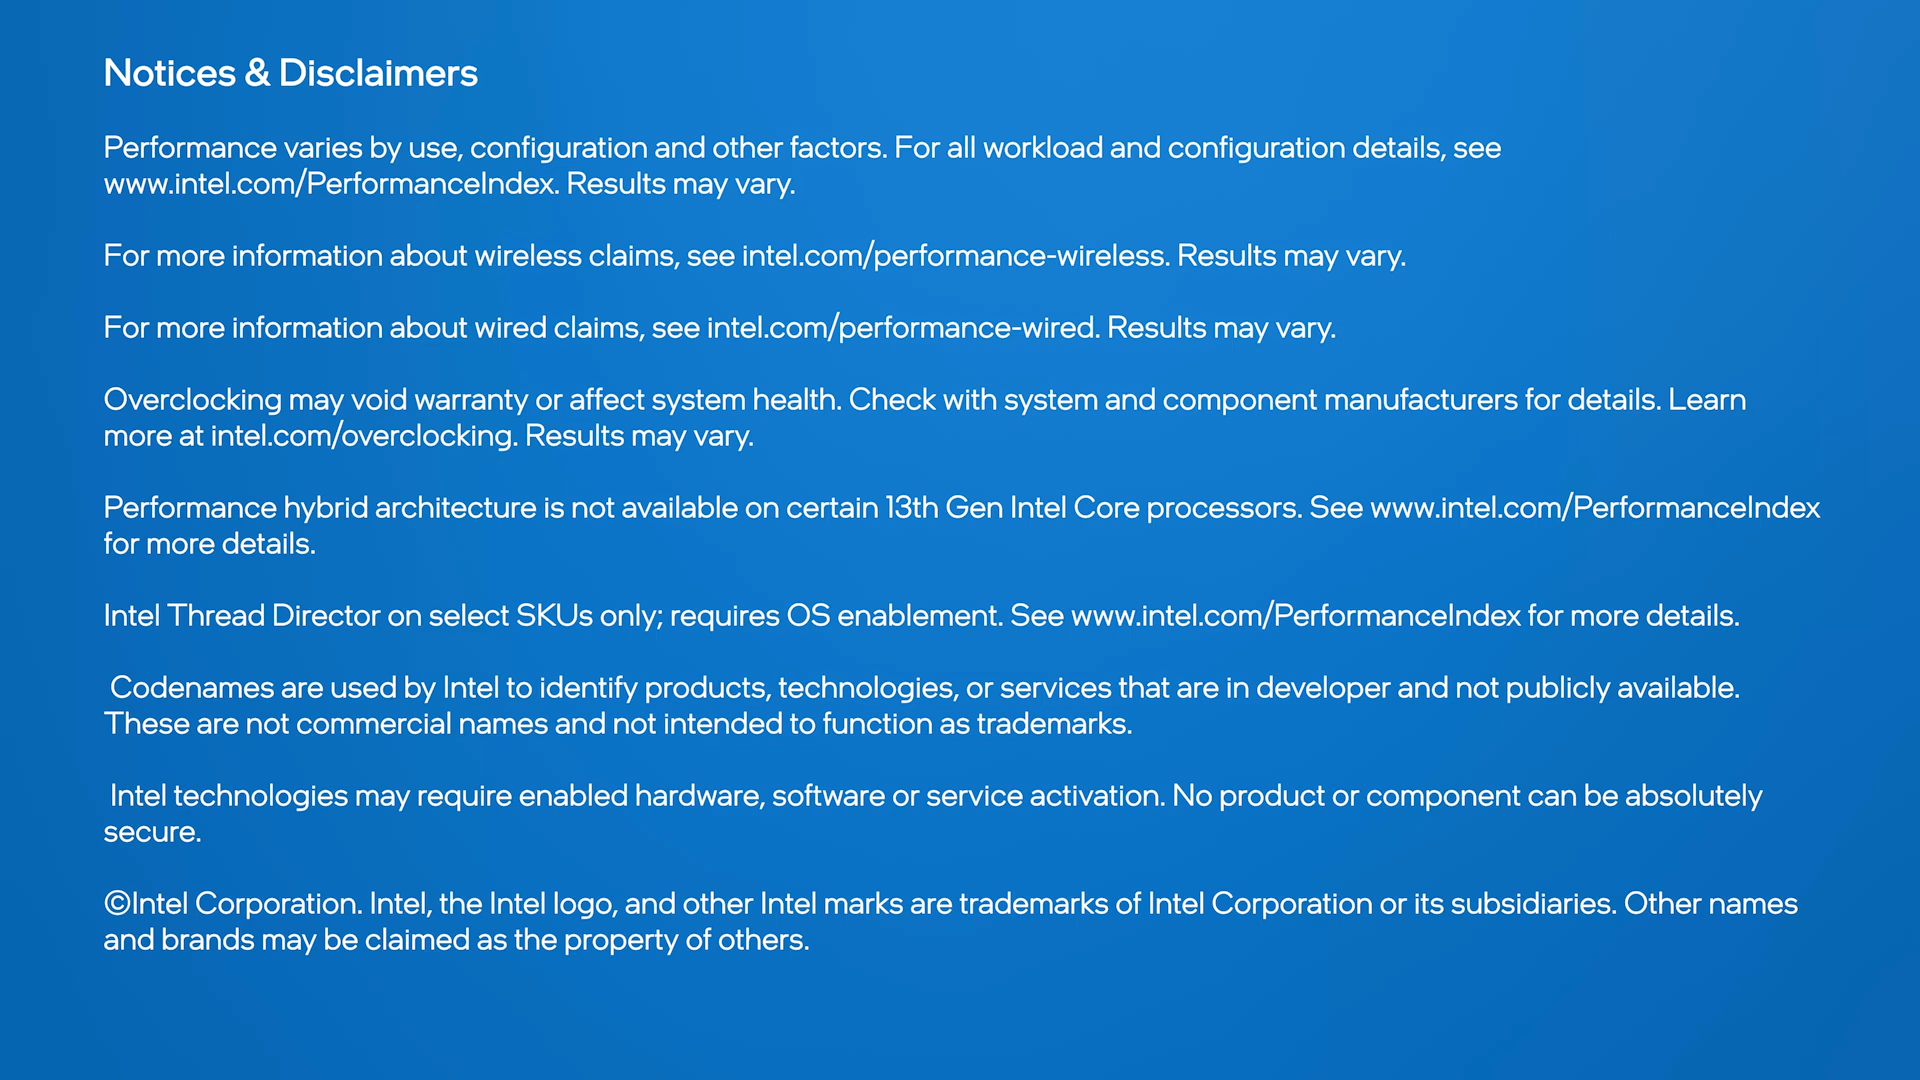 Notices & Disclaimers
Performance varies by use, configuration and other factors. For all workload and configuration details, see
www.intel.com/PerformanceIndex. Results may vary.
For more information about wireless claims, see intel.com/performance-wireless. Results may vary.
For more information about wired claims, see intel.com/performance-wired. Results may vary.
Overclocking may void warranty or affect system health. Check with system and component manufacturers for details. Learn
more at intel.com/overclocking. Results may vary.
Performance hybrid architecture is not available on certain 13th Gen Intel Core processors. See www.intel.com/PerformanceIndex
for more details.
Intel Thread Director on select SKUs only; requires OS enablement. See www.intel.com/PerformanceIndex for more details.
Codenames are used by Intel to identify products, technologies, or services that are in developer and not publicly available.
These are not commercial names and not intended to function as trademarks.
Intel technologies may require enabled hardware, software or service activation. No product or component can be absolutely
secure.
©Intel Corporation. Intel, the Intel logo, and other Intel marks are trademarks of Intel Corporation or its subsidiaries. Other names
and brands may be claimed as the property of others.